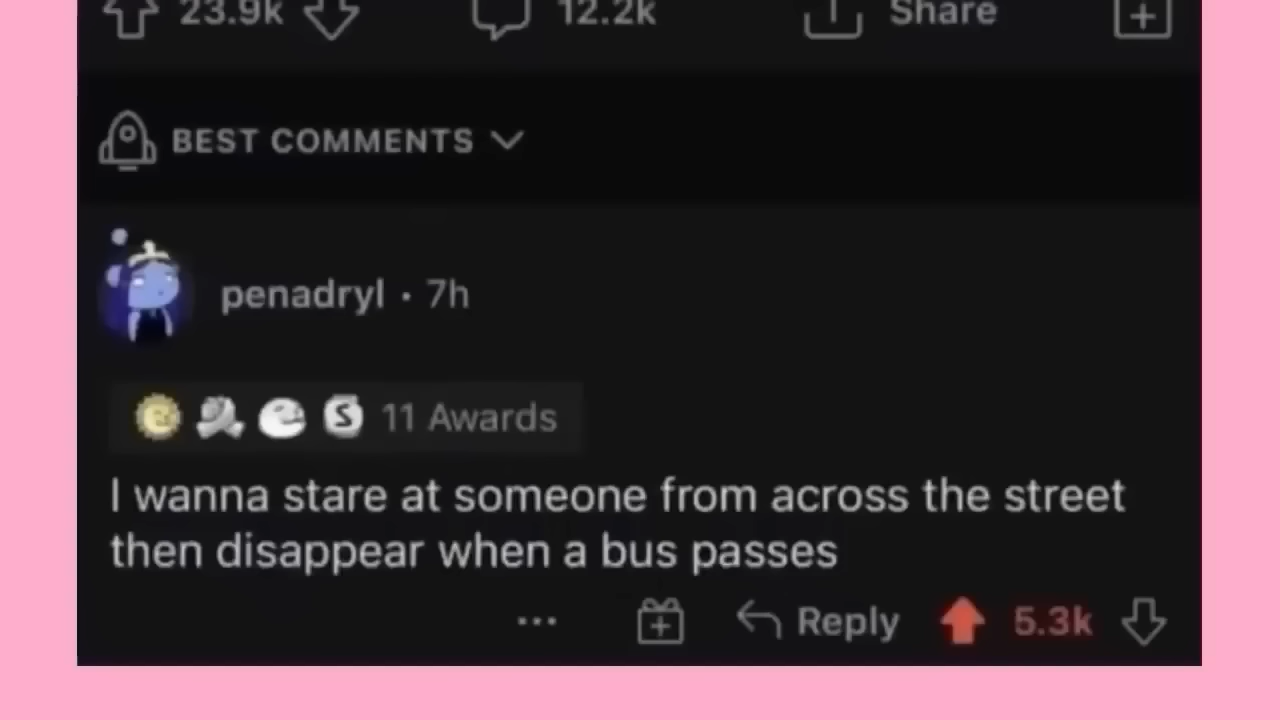 23.9k 12.2k Share
BEST COMMENTS
penadryl · 7h
S 11 Awards
I wanna stare at someone from across the street
then disappear when a bus passes
... Reply 5.3k